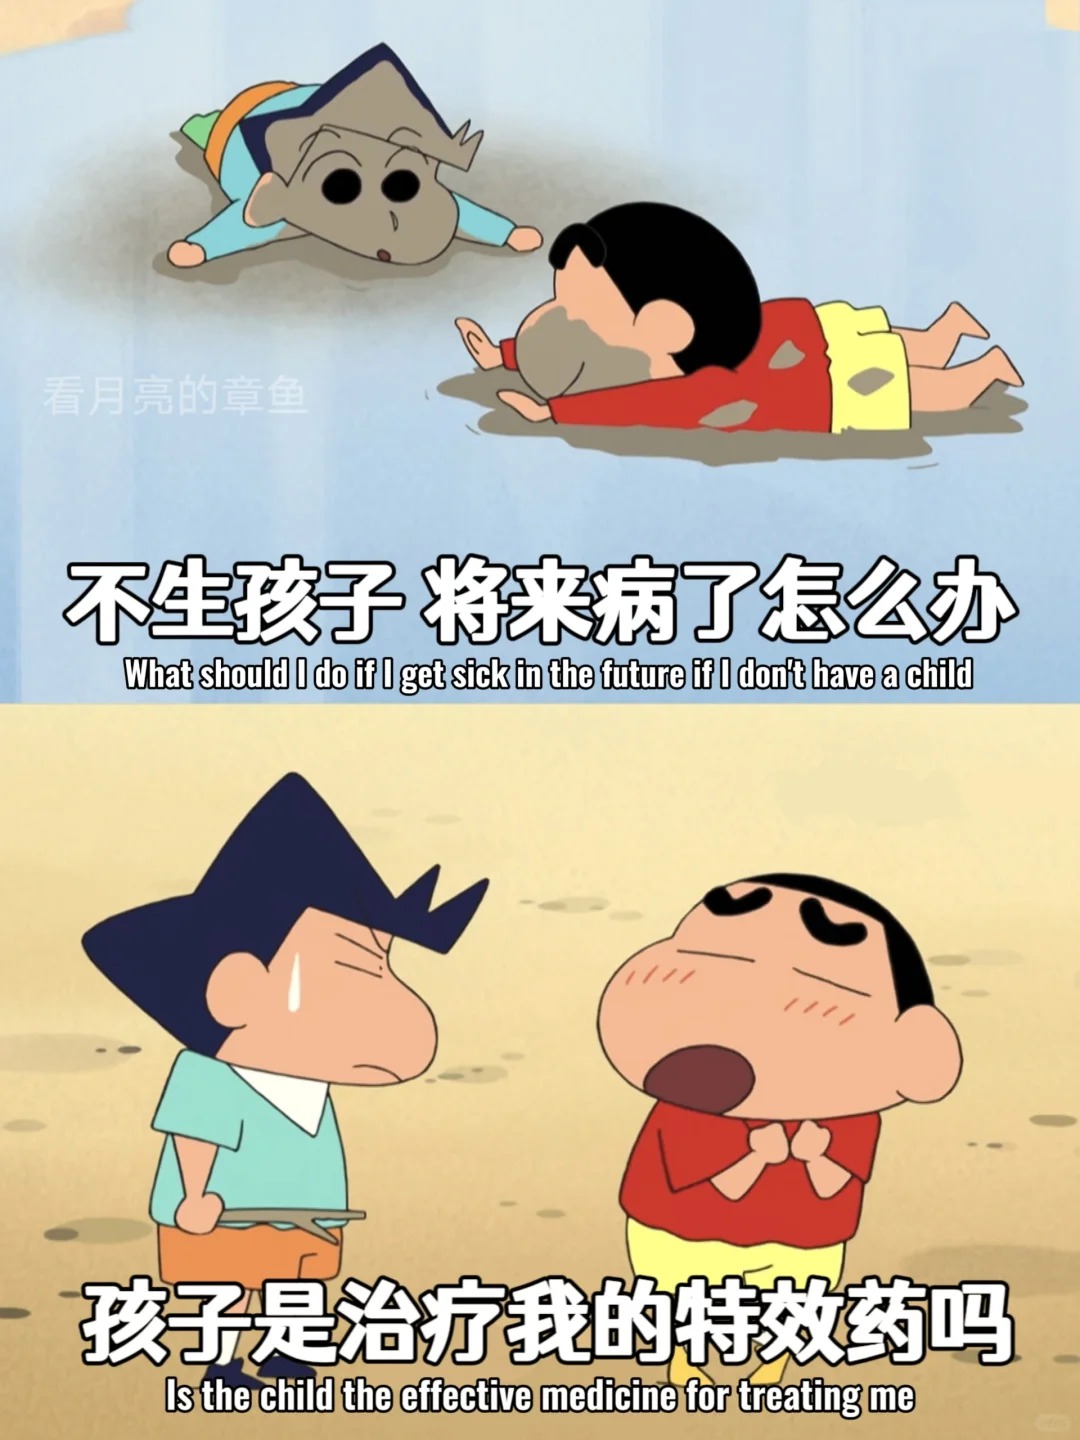 看月亮的章鱼
不生孩子 将来病了怎么办
What should I do if I get sick in the future if I don't have a child
孩子是治疗我的特效药吗
Is the child the effective medicine for treating me